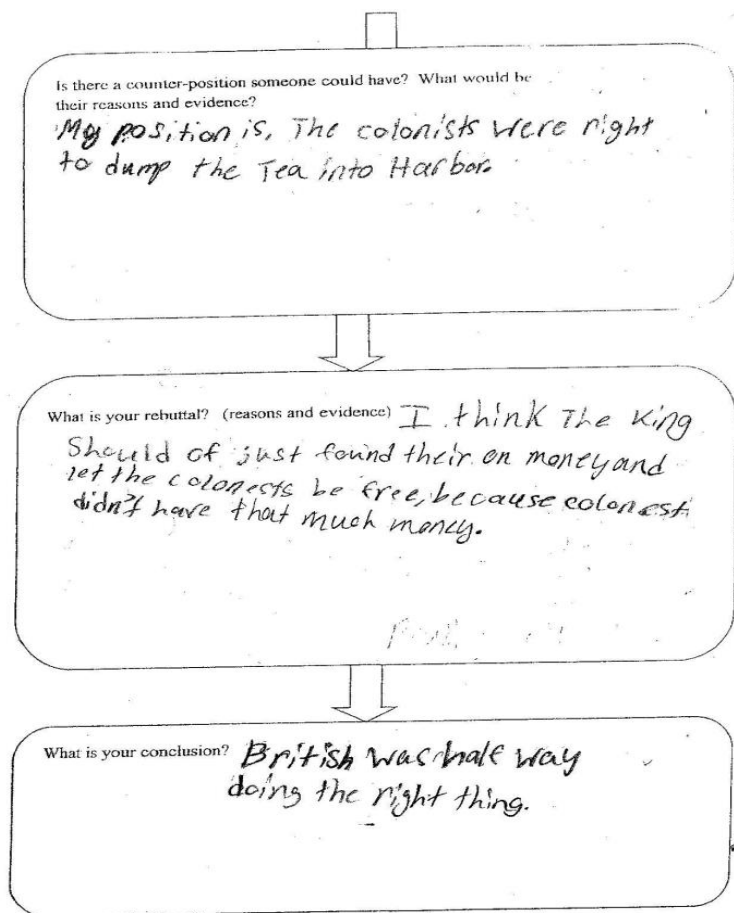 Is there a counter-position someone could have? What would be
their reasons and evidence?
My position is, The colonists were right
to dump the Tea into Harbor.
What is your rebuttal? (reasons and evidence) I think The King
Should of just found their on money and
let the colonests be free, because colonest
didn't have that much money.
What is your conclusion? British was half way
doing the right thing.